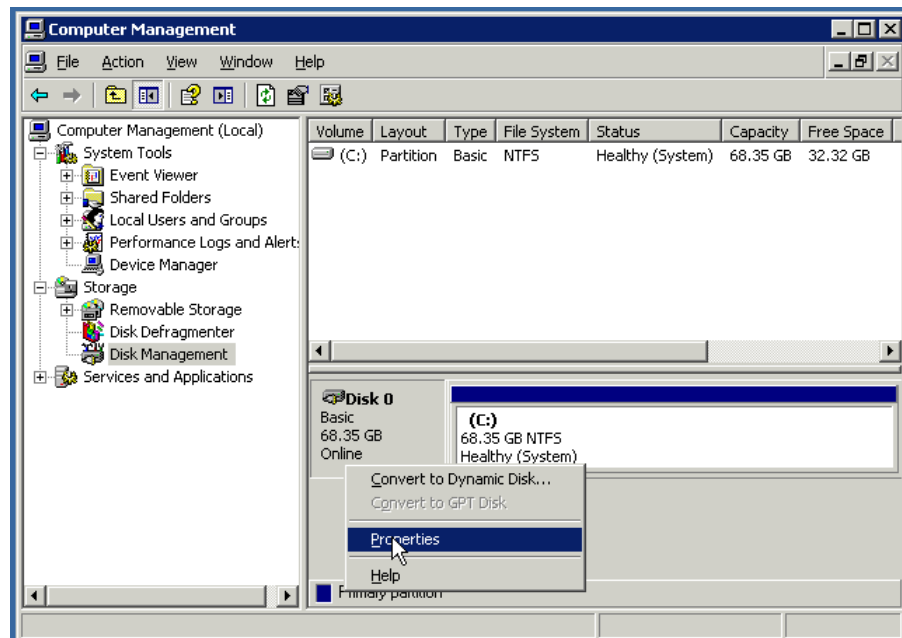 Computer Management
File Action View Window Help
Computer Management (Local)
System Tools
Event Viewer
Shared Folders
Local Users and Groups
Performance Logs and Alert
Device Manager
Storage
Removable Storage
Disk Defragmenter
Disk Management
Services and Applications
Volume Layout Type File System Status Capacity Free Space
(C:) Partition Basic NTFS Healthy (System) 68.35 GB 32.32 GB
Disk 0
Basic
68.35 GB
Online
(C:)
68.35 GB NTFS
Healthy (System)
Convert to Dynamic Disk...
Convert to GPT Disk
Properties
Help
Primary partition